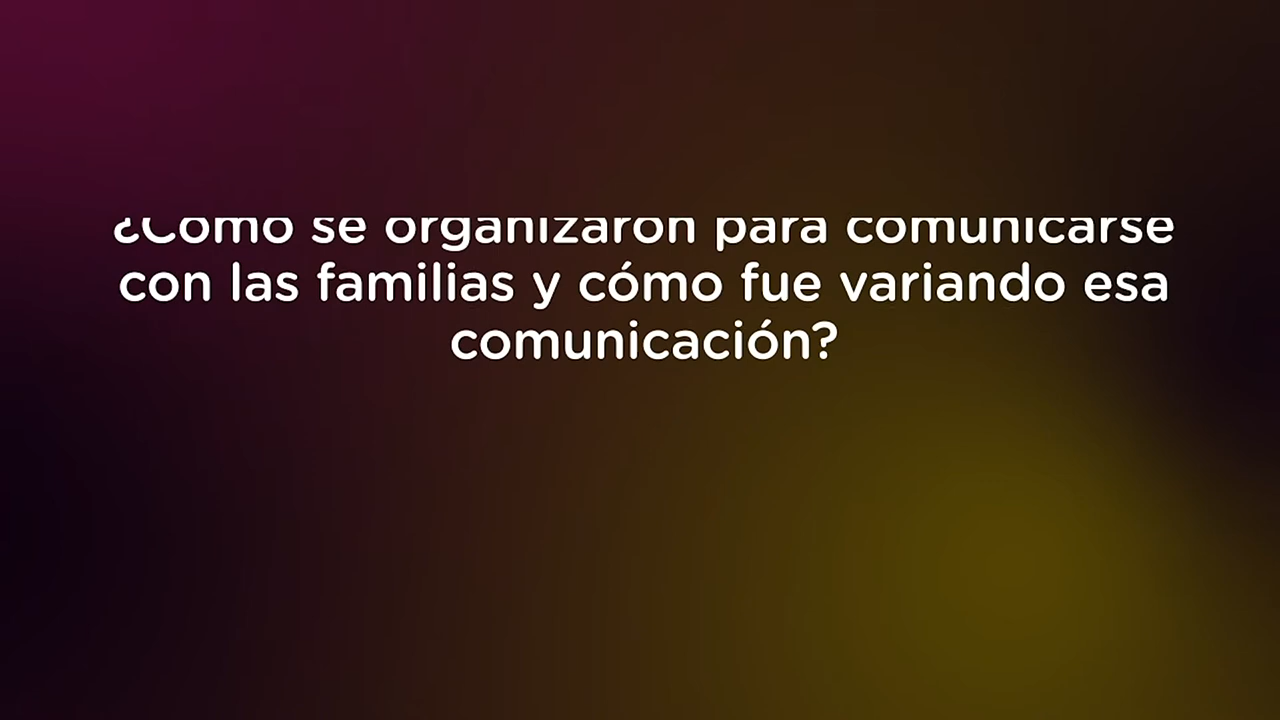 ¿Cómo se organizaron para comunicarse
con las familias y cómo fue variando esa
comunicación?